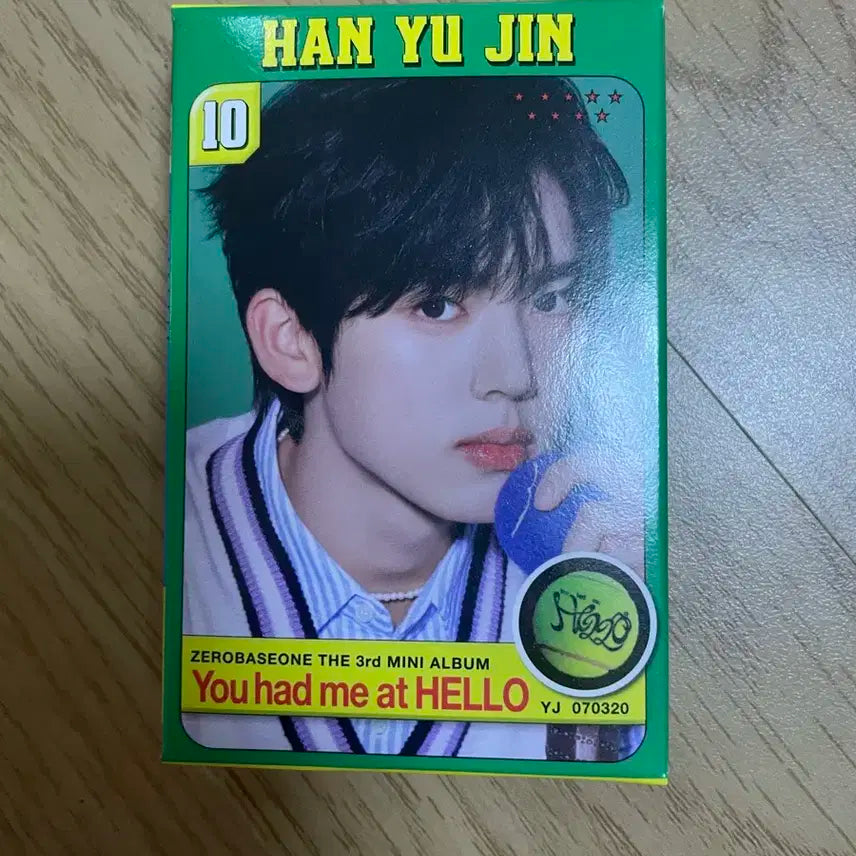 HAN YU JIN
10
ZEROBASEONE THE 3rd MINI ALBUM
You had me at HELLO
YJ 070320